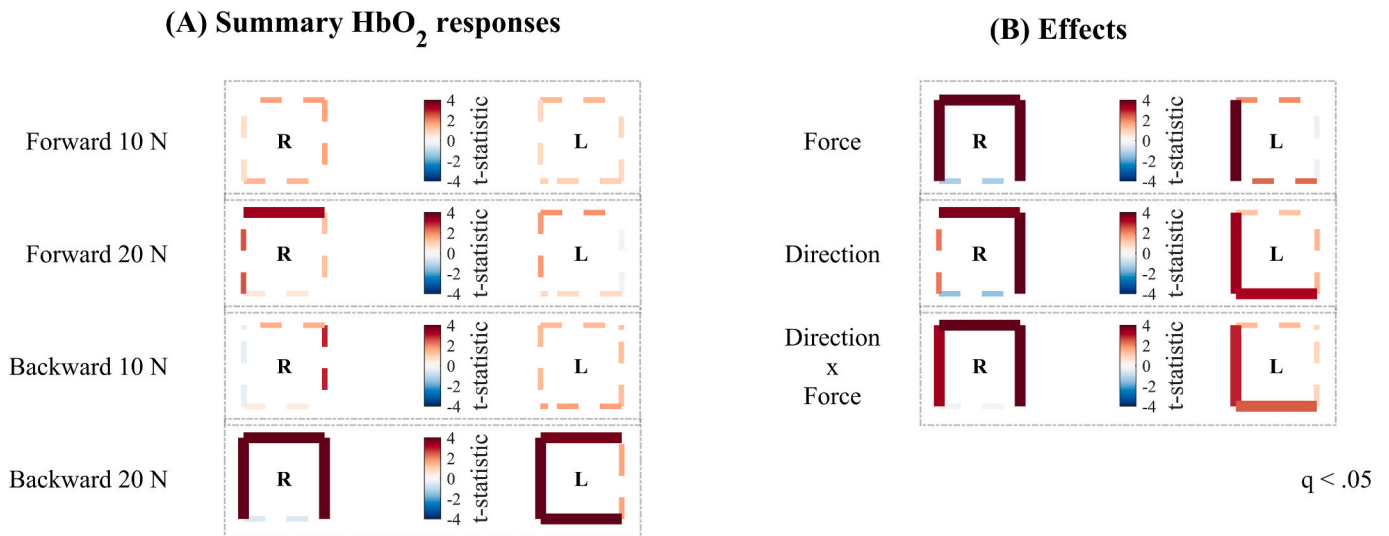 (A) Summary HbO2 responses
Forward 10 N
R
4
2
0
-2
-4
t-statistic
L
Forward 20 N
R
4
2
0
-2
-4
t-statistic
L
Backward 10 N
R
4
2
0
-2
-4
t-statistic
L
Backward 20 N
R
4
2
0
-2
-4
t-statistic
L
(B) Effects
Force
R
4
2
0
-2
-4
t-statistic
L
Direction
R
4
2
0
-2
-4
t-statistic
L
Direction
x
Force
R
4
2
0
-2
-4
t-statistic
L
q < .05